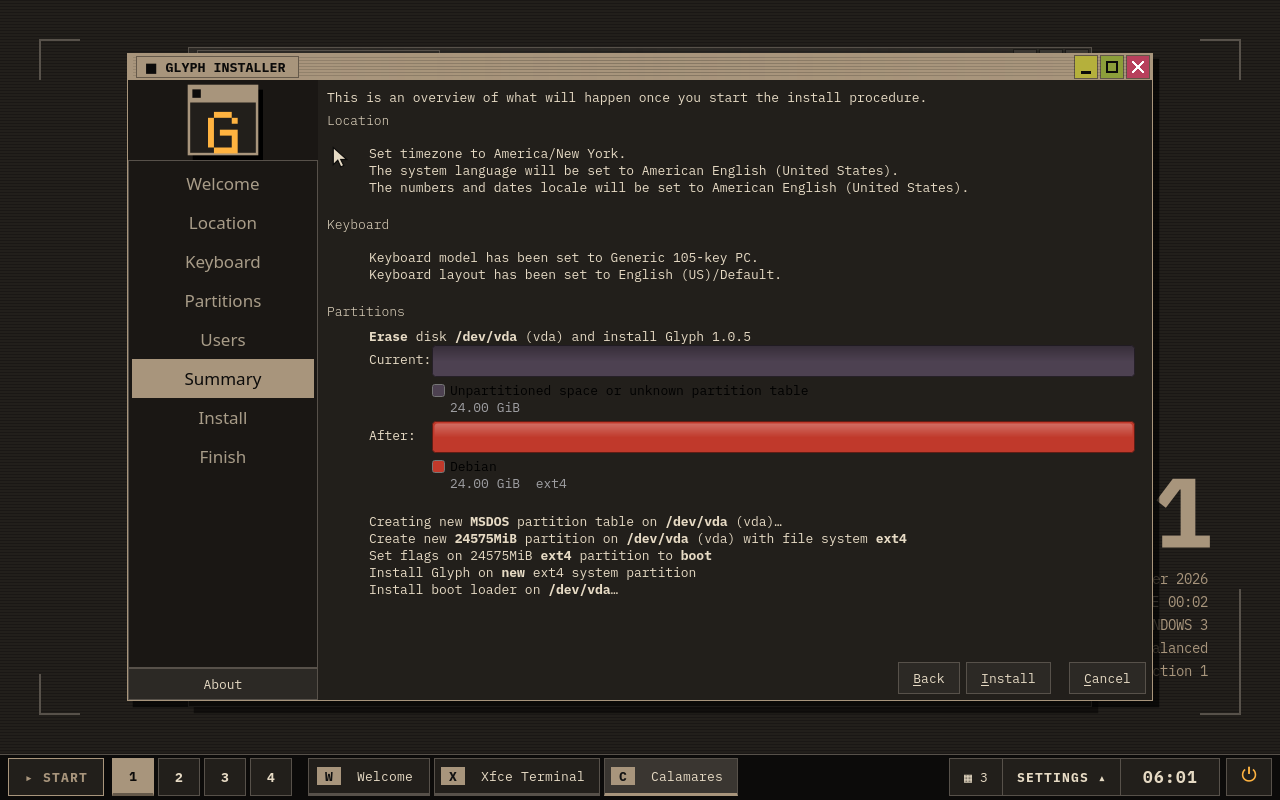 GLYPH INSTALLER
G
Welcome
Location
Keyboard
Partitions
Users
Summary
Install
Finish
About
This is an overview of what will happen once you start the install procedure.
Location
Set timezone to America/New York.
The system language will be set to American English (United States).
The numbers and dates locale will be set to American English (United States).
Keyboard
Keyboard model has been set to Generic 105-key PC.
Keyboard layout has been set to English (US)/Default.
Partitions
Erase disk /dev/vda (vda) and install Glyph 1.0.5
Current:
Unpartitioned space or unknown partition table
24.00 GiB
After:
Debian
24.00 GiB ext4
Creating new MSDOS partition table on /dev/vda (vda)…
Create new 24575MiB partition on /dev/vda (vda) with file system ext4
Set flags on 24575MiB ext4 partition to boot
Install Glyph on new ext4 system partition
Install boot loader on /dev/vda…
Back
Install
Cancel
1
er 2026
00:02
NDOWS 3
alanced
ction 1
▸ START
1
2
3
4
W Welcome
X Xfce Terminal
C Calamares
▦ 3
SETTINGS ▴
06:01